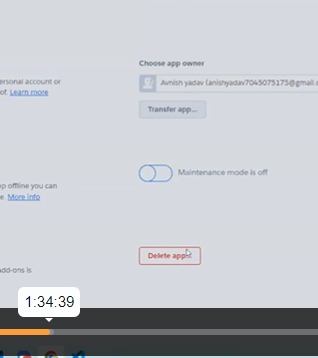 Choose app owner
ersonal account or
of. Learn more
Avnish yadav (anishyadav7045075175@gmail.c
Transfer app...
Maintenance mode is off
pp offline you can
e. More info
Delete app...
add-ons is
1:34:39